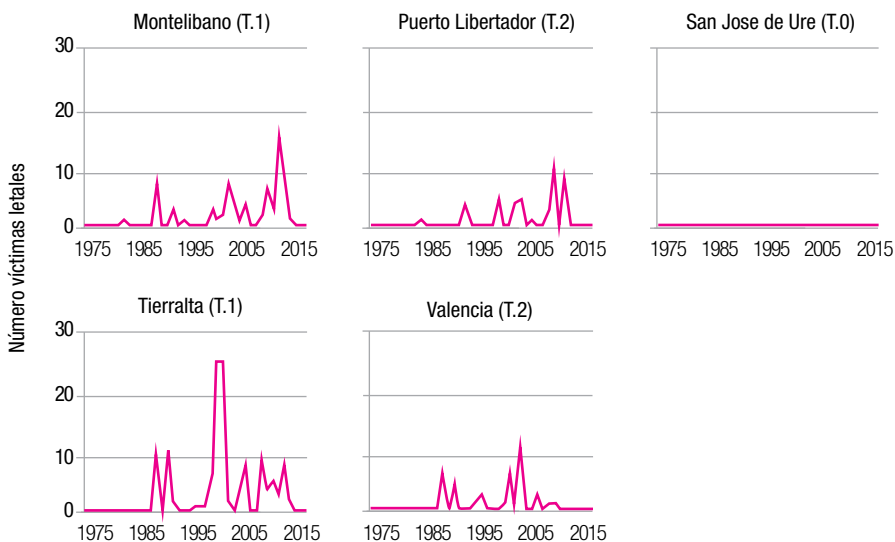 Montelibano (T.1)
Puerto Libertador (T.2)
San Jose de Ure (T.0)
Número víctimas letales
30
20
10
0
1975 1985 1995 2005 2015
1975 1985 1995 2005 2015
1975 1985 1995 2005 2015
Tierralta (T.1)
Valencia (T.2)
30
20
10
0
1975 1985 1995 2005 2015
1975 1985 1995 2005 2015